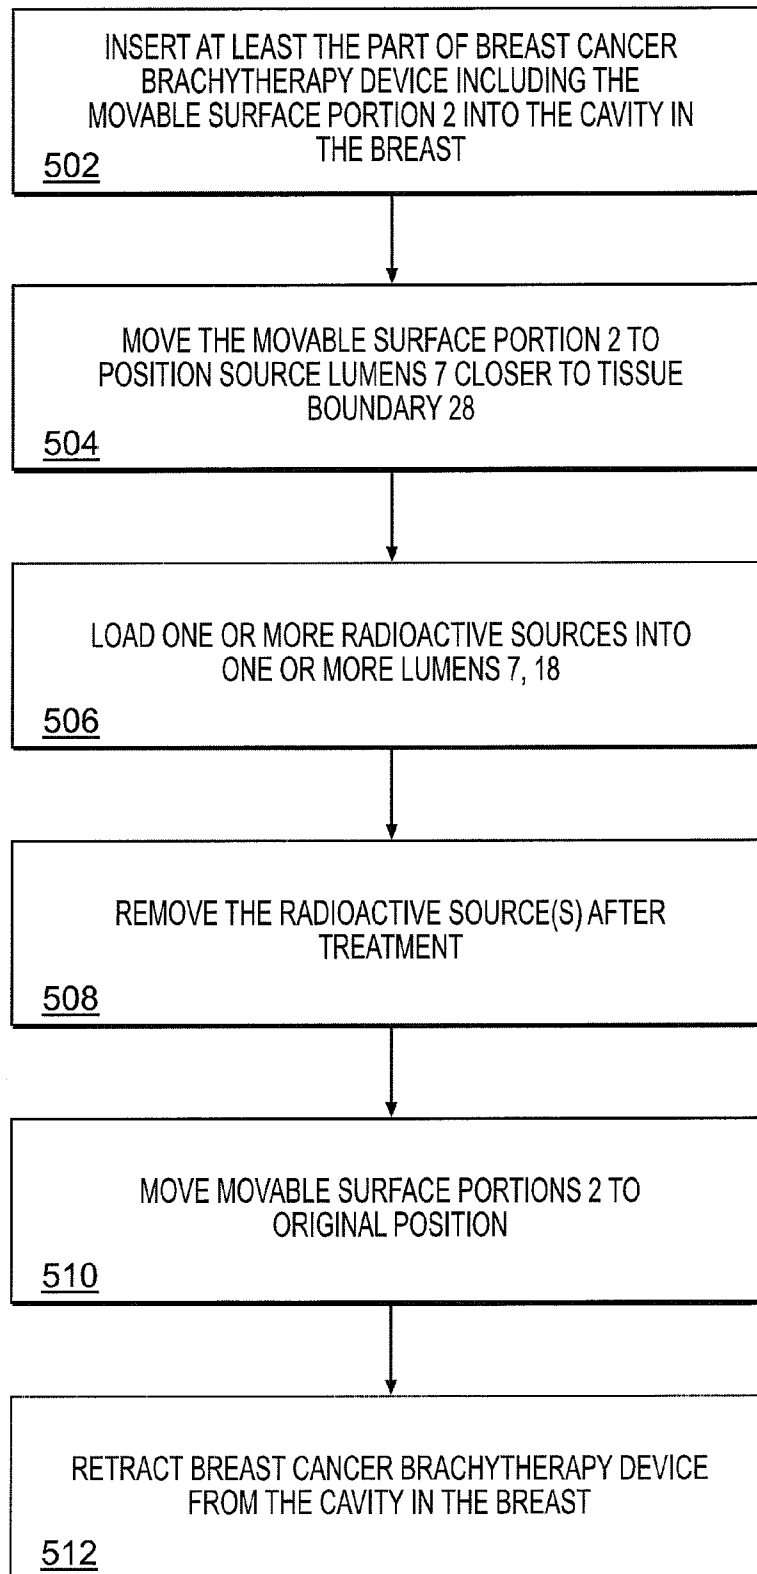 INSERT AT LEAST THE PART OF BREAST CANCER
BRACHYTHERAPY DEVICE INCLUDING THE
MOVABLE SURFACE PORTION 2 INTO THE CAVITY IN
THE BREAST
502
MOVE THE MOVABLE SURFACE PORTION 2 TO
POSITION SOURCE LUMENS 7 CLOSER TO TISSUE
BOUNDARY 28
504
LOAD ONE OR MORE RADIOACTIVE SOURCES INTO
ONE OR MORE LUMENS 7, 18
506
REMOVE THE RADIOACTIVE SOURCE(S) AFTER
TREATMENT
508
MOVE MOVABLE SURFACE PORTIONS 2 TO
ORIGINAL POSITION
510
RETRACT BREAST CANCER BRACHYTHERAPY DEVICE
FROM THE CAVITY IN THE BREAST
512